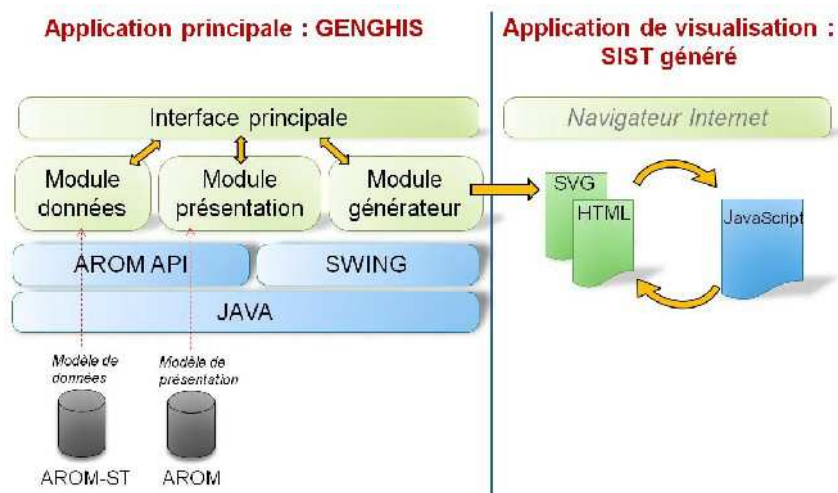 Application principale : GENGHIS
Application de visualisation :
SIST généré
Interface principale
Navigateur Internet
Module
données
Module
présentation
Module
générateur
SVG
HTML
JavaScript
AROM API
SWING
JAVA
Modèle de
données
Modèle de
présentation
AROM-ST
AROM